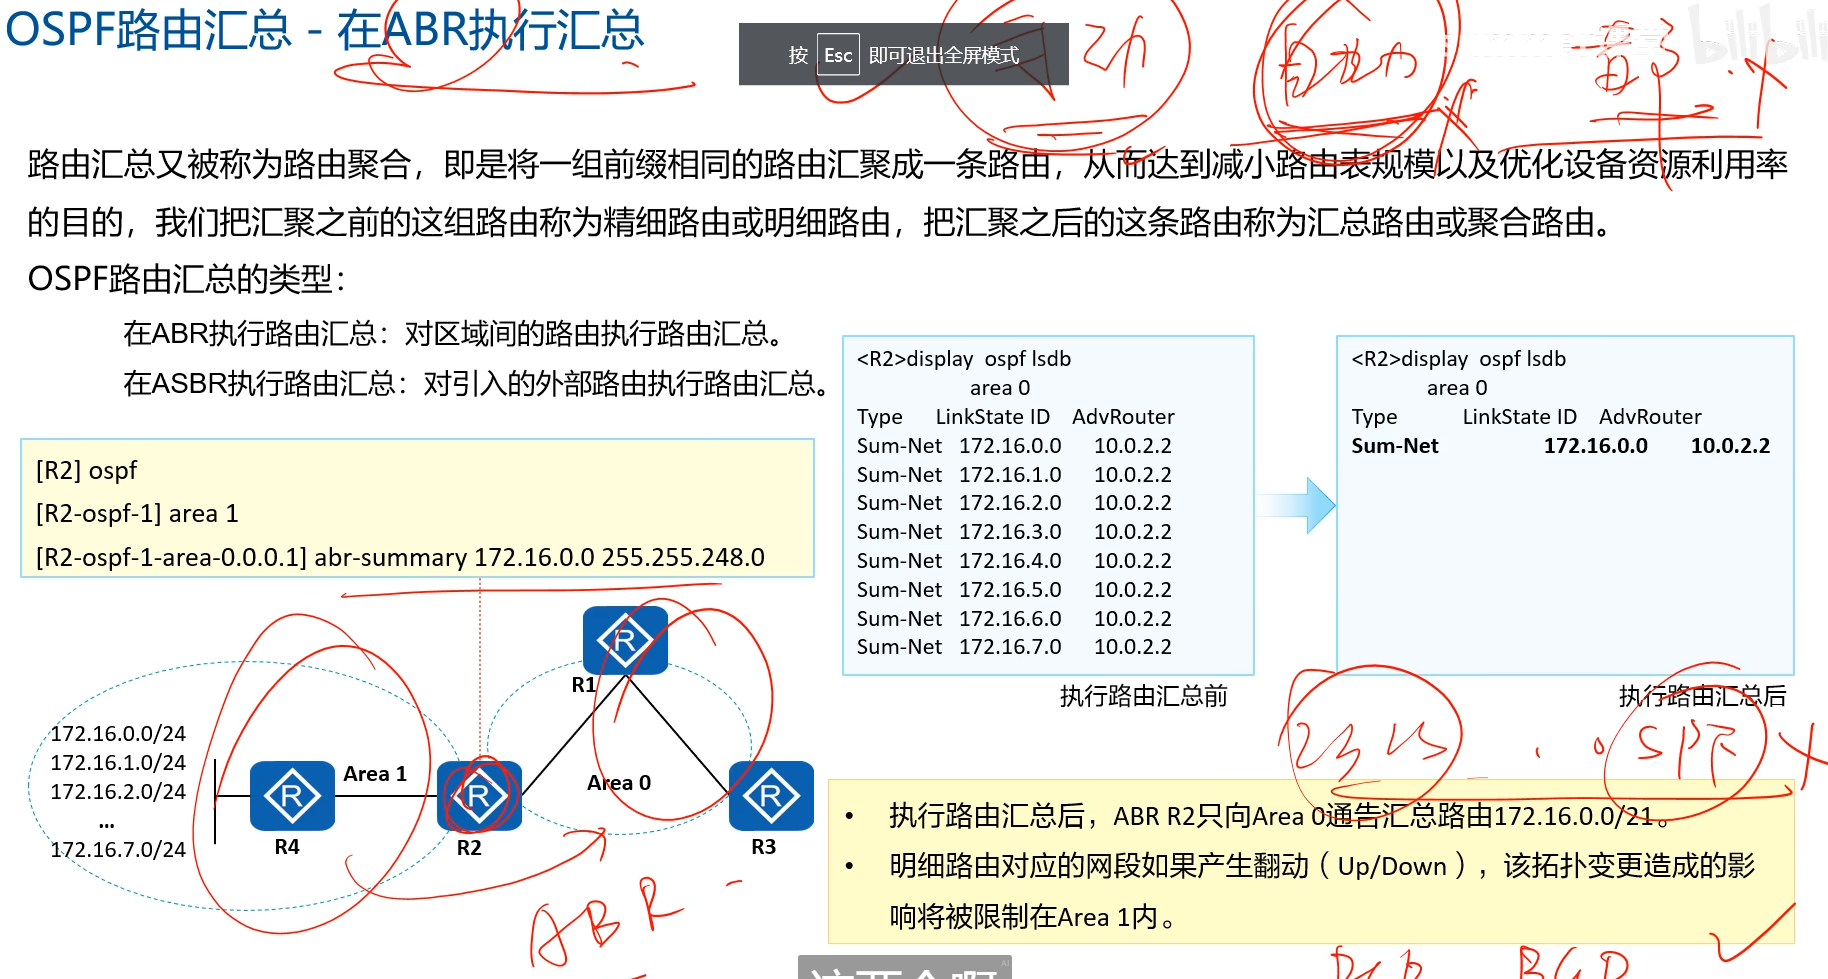 OSPF路由汇总 - 在ABR执行汇总
按 Esc 即可退出全屏模式
自动
bilibili
路由汇总又被称为路由聚合，即是将一组前缀相同的路由汇聚成一条路由，从而达到减小路由表规模以及优化设备资源利用率
的目的，我们把汇聚之前的这组路由称为精细路由或明细路由，把汇聚之后的这条路由称为汇总路由或聚合路由。
OSPF路由汇总的类型：
在ABR执行路由汇总：对区域间的路由执行路由汇总。
在ASBR执行路由汇总：对引入的外部路由执行路由汇总。
[R2] ospf
[R2-ospf-1] area 1
[R2-ospf-1-area-0.0.0.1] abr-summary 172.16.0.0 255.255.248.0
<R2>display ospf lsdb
area 0
Type LinkState ID AdvRouter
Sum-Net 172.16.0.0 10.0.2.2
Sum-Net 172.16.1.0 10.0.2.2
Sum-Net 172.16.2.0 10.0.2.2
Sum-Net 172.16.3.0 10.0.2.2
Sum-Net 172.16.4.0 10.0.2.2
Sum-Net 172.16.5.0 10.0.2.2
Sum-Net 172.16.6.0 10.0.2.2
Sum-Net 172.16.7.0 10.0.2.2
执行路由汇总前
<R2>display ospf lsdb
area 0
Type LinkState ID AdvRouter
Sum-Net 172.16.0.0 10.0.2.2
执行路由汇总后
R
R1
172.16.0.0/24
172.16.1.0/24
172.16.2.0/24
...
172.16.7.0/24
R
R4
Area 1
R
R2
Area 0
R
R3
ABR
OSPF
执行路由汇总后，ABR R2只向Area 0通告汇总路由172.16.0.0/21。
明细路由对应的网段如果产生翻动（Up/Down），该拓扑变更造成的影
响将被限制在Area 1内。
BGP
这两个啊